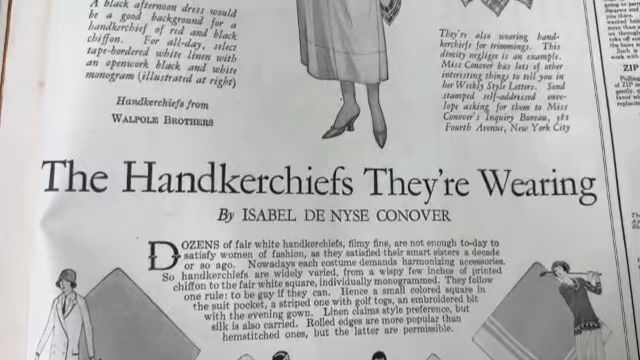 A black afternoon dress would
be a good background for a
handkerchief of red and black
chiffon. For all-day, select
tape-bordered white linen with
an openwork black and white
monogram (illustrated at right)
Handkerchiefs from
WALPOLE BROTHERS
They're also wearing hand-
kerchiefs for trimmings. This
dimity negligee is an example.
Miss Conover has lots of other
interesting things to tell you in
her Weekly Style Letters. Send
stamped self-addressed enve-
lope asking for them to Miss
Conover's Inquiry Bureau, 381
Fourth Avenue, New York City
ZIP
The Handkerchiefs They're Wearing
By ISABEL DE NYSE CONOVER
DOZENS of fair white handkerchiefs, filmy fine, are not enough to-day to
satisfy women of fashion, as they satisfied their smart sisters a decade
or so ago. Nowadays each costume demands harmonizing accessories.
So handkerchiefs are widely varied, from a wispy few inches of printed
chiffon to the fair white square, individually monogrammed. They follow
one rule: to be gay if they can. Hence a small colored square in
the suit pocket, a striped one with golf togs, an embroidered bit
with the evening gown. Linen claims style preference, but
silk is also carried. Rolled edges are more popular than
hemstitched ones, but the latter are permissible.